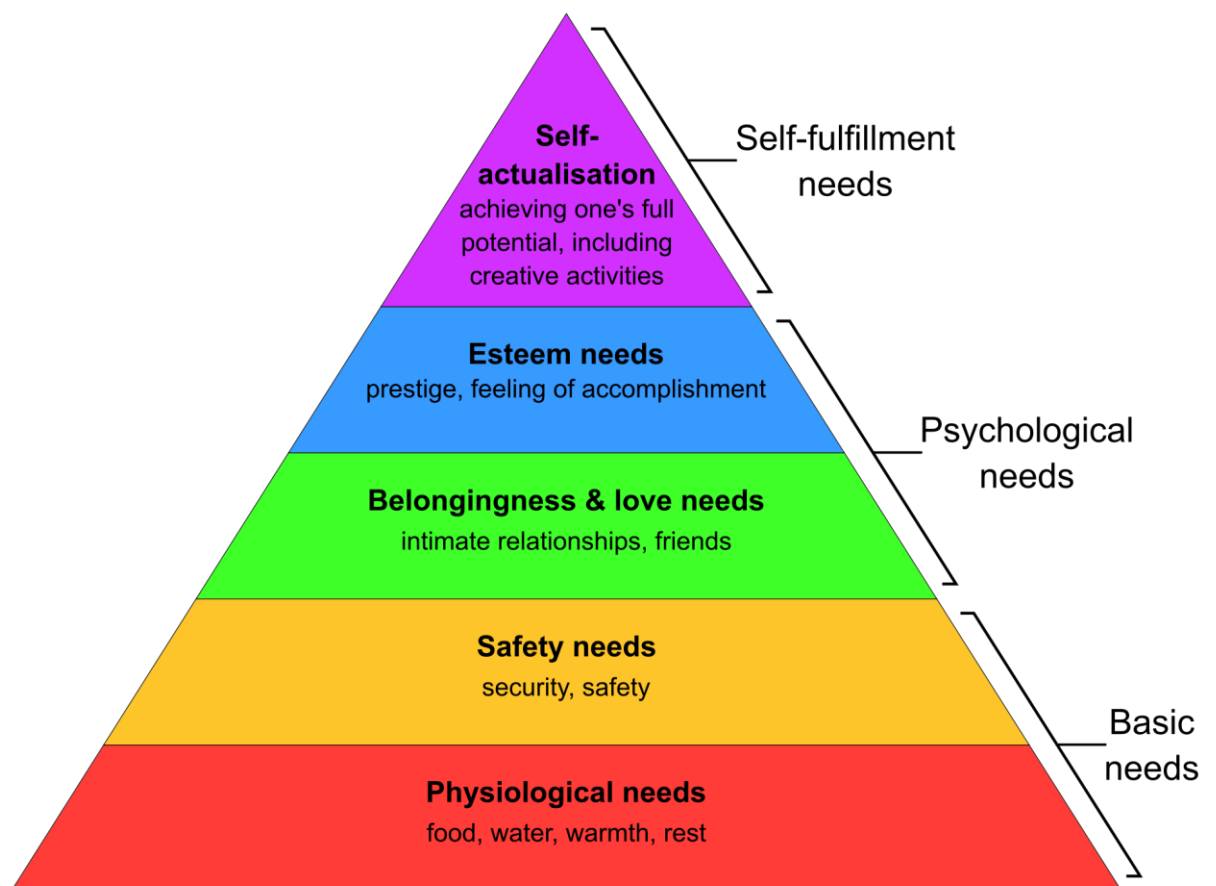 Self-
actualisation
achieving one's full
potential, including
creative activities
Self-fulfillment
needs
Esteem needs
prestige, feeling of accomplishment
Psychological
needs
Belongingness & love needs
intimate relationships, friends
Safety needs
security, safety
Basic
needs
Physiological needs
food, water, warmth, rest